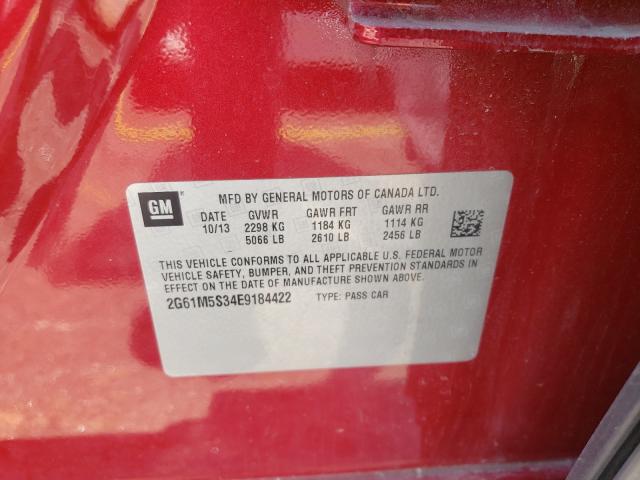 GM
MFD BY GENERAL MOTORS OF CANADA LTD.
DATE GVWR GAWR FRT GAWR RR
10/13 2298 KG 1184 KG 1114 KG
5066 LB 2610 LB 2456 LB
THIS VEHICLE CONFORMS TO ALL APPLICABLE U.S. FEDERAL MOTOR
VEHICLE SAFETY, BUMPER, AND THEFT PREVENTION STANDARDS IN
EFFECT ON THE DATE OF MANUFACTURE SHOWN ABOVE.
2G61M5S34E9184422 TYPE: PASS CAR